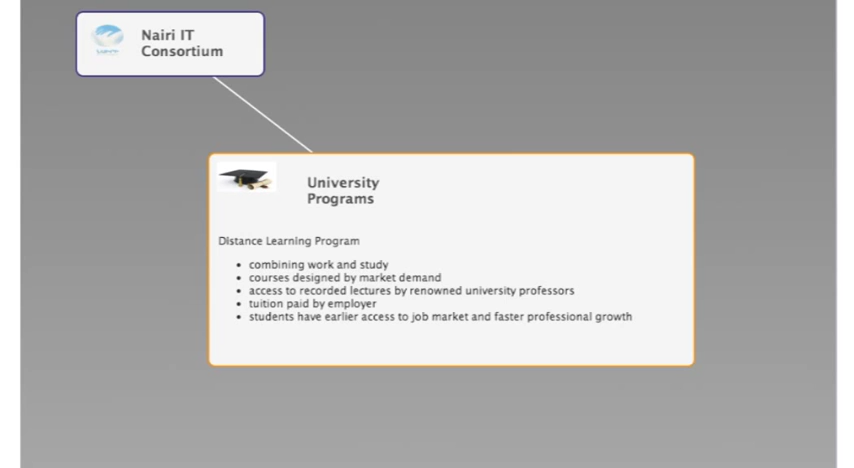 Nairi IT
Consortium
University
Programs
Distance Learning Program
• combining work and study
• courses designed by market demand
• access to recorded lectures by renowned university professors
• tuition paid by employer
• students have earlier access to job market and faster professional growth